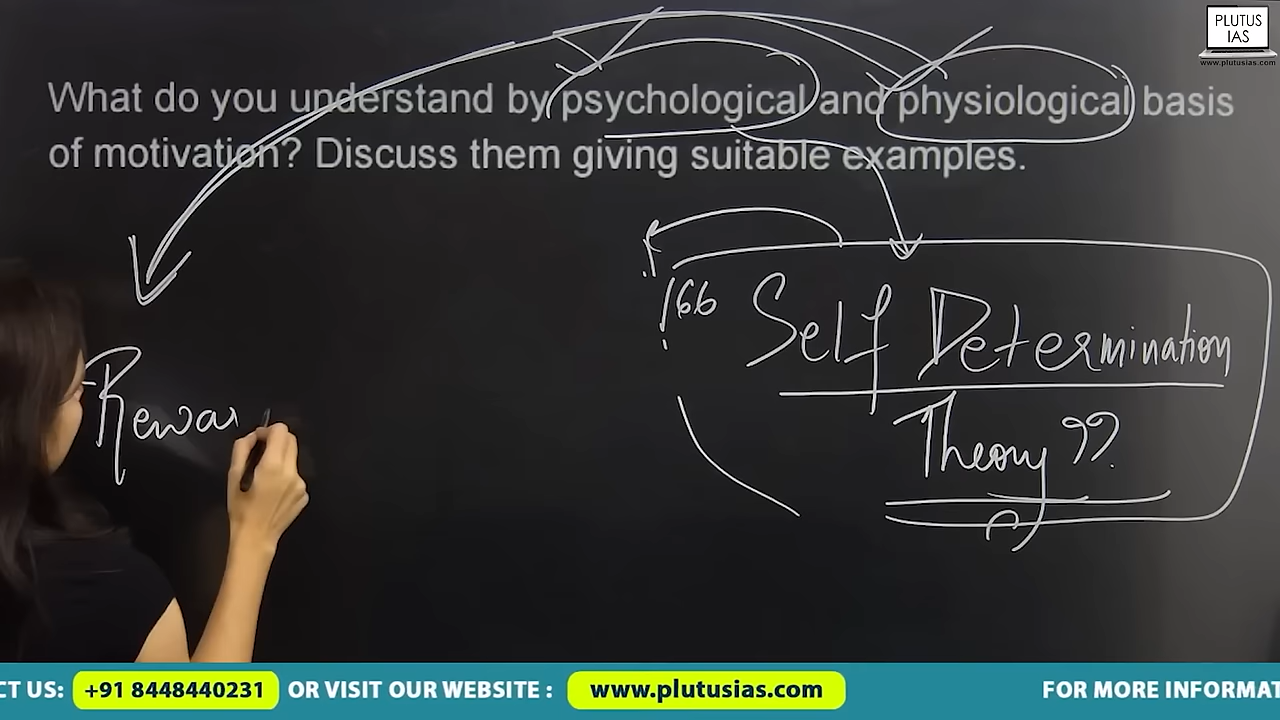 PLUTUS
IAS
www.plutusias.com
What do you understand by psychological and physiological basis
of motivation? Discuss them giving suitable examples.
Self Determination
Theory
Rewar
CT US: +91 8448440231 OR VISIT OUR WEBSITE : www.plutusias.com FOR MORE INFORMAT